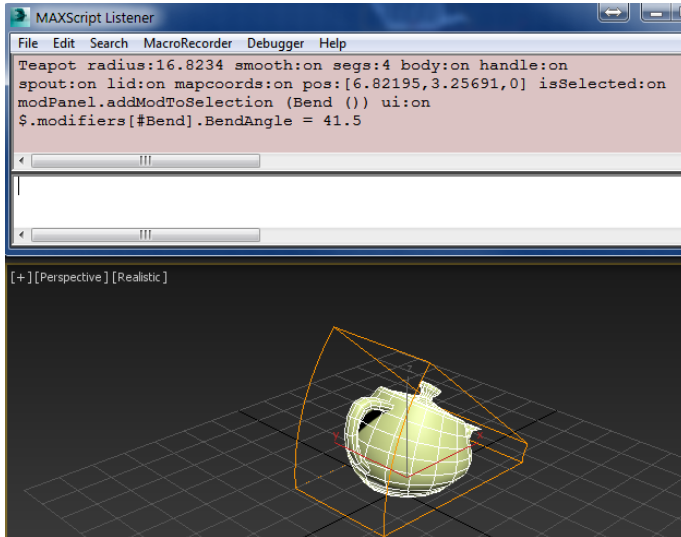 MAXScript Listener
File Edit Search MacroRecorder Debugger Help
Teapot radius:16.8234 smooth:on segs:4 body:on handle:on
spout:on lid:on mapcoords:on pos:[6.82195,3.25691,0] isSelected:on
modPanel.addModToSelection (Bend ()) ui:on
$.modifiers[#Bend].BendAngle = 41.5
[+][Perspective][Realistic]
Z
Y
X